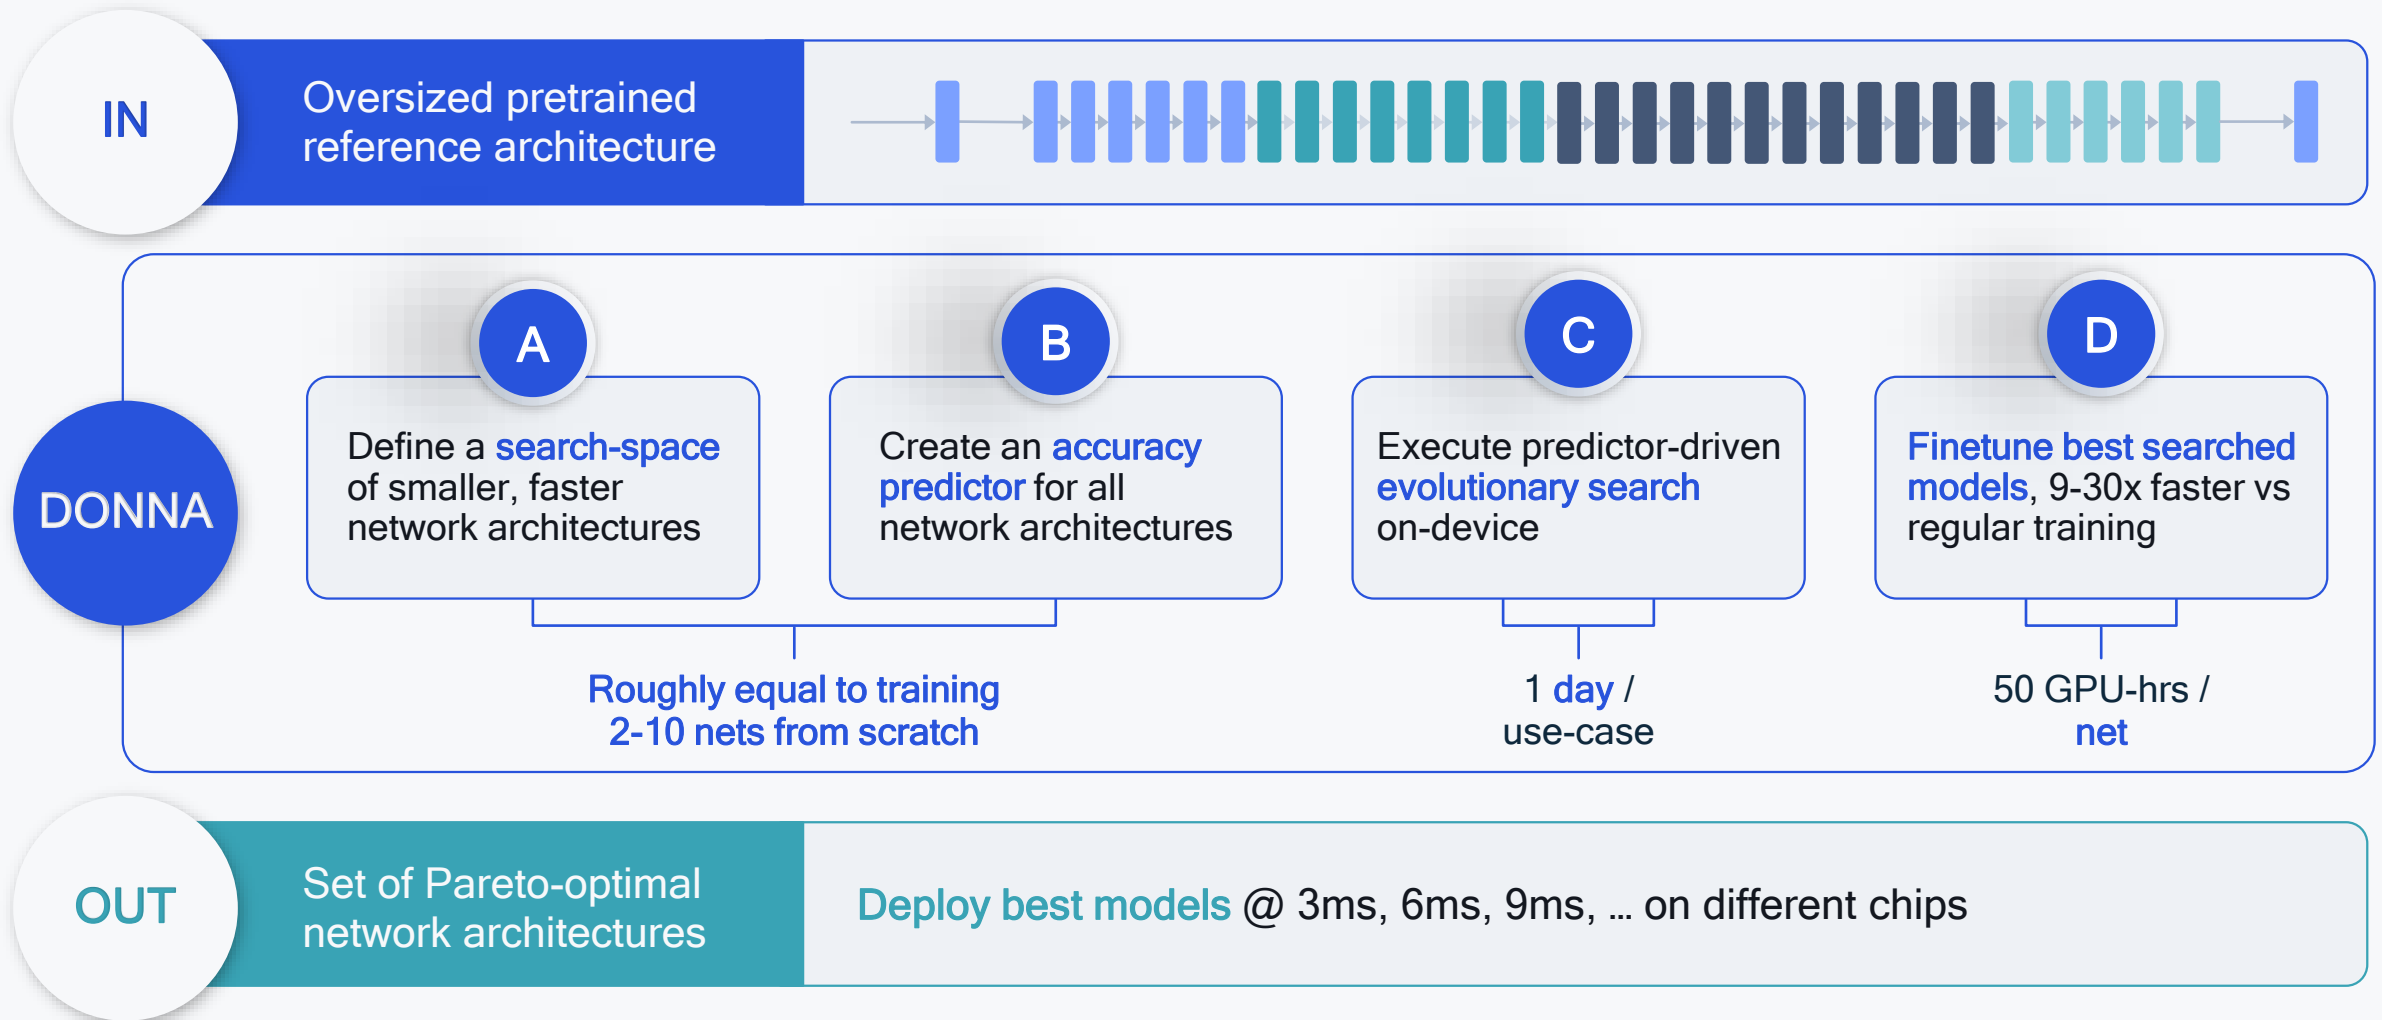 IN
Oversized pretrained
reference architecture
DONNA
A
Define a search-space
of smaller, faster
network architectures
B
Create an accuracy
predictor for all
network architectures
C
Execute predictor-driven
evolutionary search
on-device
D
Finetune best searched
models, 9-30x faster vs
regular training
Roughly equal to training
2-10 nets from scratch
1 day /
use-case
50 GPU-hrs /
net
OUT
Set of Pareto-optimal
network architectures
Deploy best models @ 3ms, 6ms, 9ms, ... on different chips